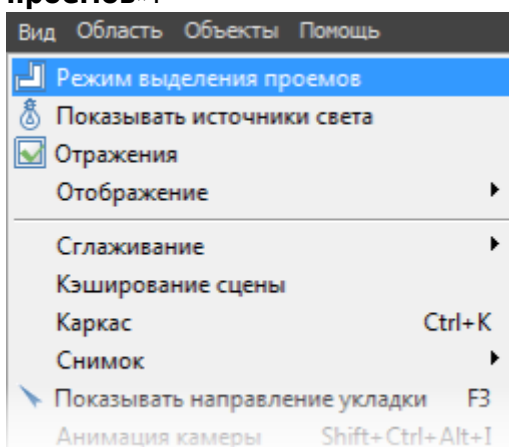 проемов».
Вид Область Объекты Помощь
Режим выделения проемов
Показывать источники света
Отражения
Отображение
Сглаживание
Кэширование сцены
Каркас Ctrl+K
Снимок
Показывать направление укладки F3
Анимация камеры Shift+Ctrl+Alt+I